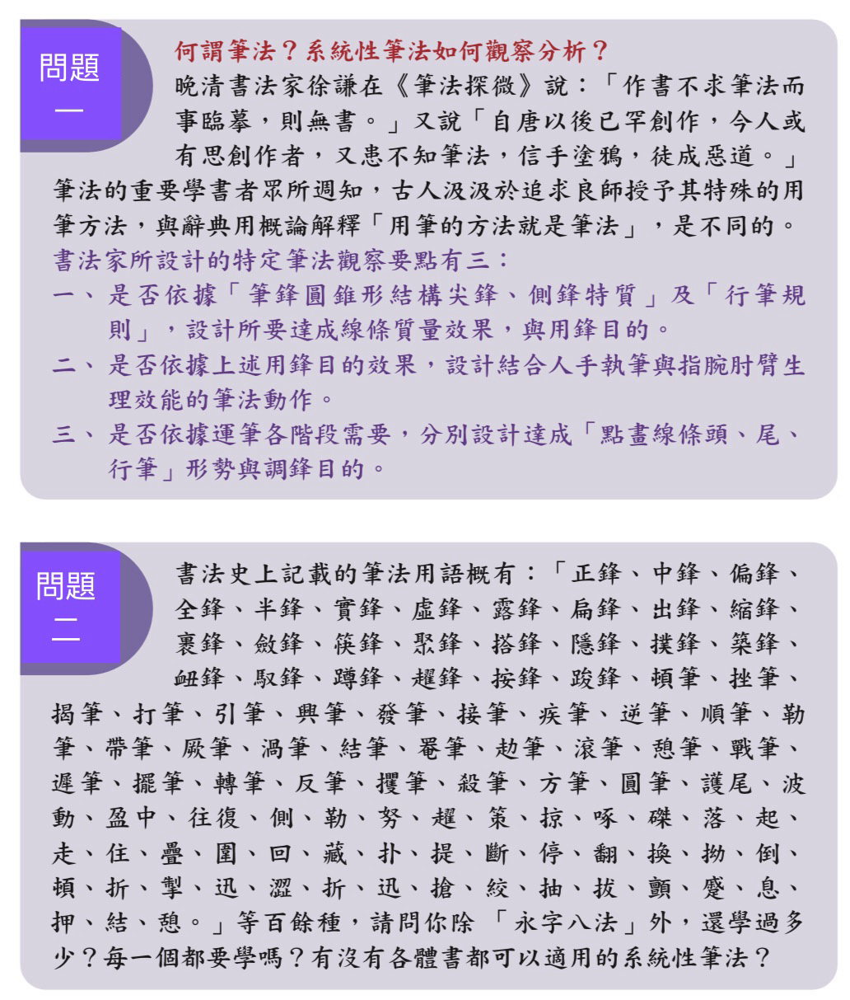 問題
一
何謂筆法？系統性筆法如何觀察分析？
晚清書法家徐謙在《筆法探微》說：「作書不求筆法而
事臨摹，則無書。」又說「自唐以後已罕創作，今人或
有思創作者，又患不知筆法，信手塗鴉，徒成惡道。」
筆法的重要學書者眾所週知，古人汲汲於追求良師授予其特殊的用
筆方法，與辭典用概論解釋「用筆的方法就是筆法」，是不同的。
書法家所設計的特定筆法觀察要點有三：
一、是否依據「筆鋒圓錐形結構尖鋒、側鋒特質」及「行筆規
則」，設計所要達成線條質量效果，與用鋒目的。
二、是否依據上述用鋒目的效果，設計結合人手執筆與指腕肘臂生
理效能的筆法動作。
三、是否依據運筆各階段需要，分別設計達成「點畫線條頭、尾、
行筆」形勢與調鋒目的。
問題
二
書法史上記載的筆法用語概有：「正鋒、中鋒、偏鋒、
全鋒、半鋒、實鋒、虛鋒、露鋒、扁鋒、出鋒、縮鋒、
裹鋒、斂鋒、筷鋒、聚鋒、搭鋒、隱鋒、撲鋒、築鋒、
衄鋒、馭鋒、蹲鋒、趯鋒、按鋒、踆鋒、頓筆、挫筆、
揭筆、打筆、引筆、興筆、發筆、接筆、疾筆、逆筆、順筆、勒
筆、帶筆、厥筆、渦筆、結筆、罨筆、赲筆、滾筆、憩筆、戰筆、
遲筆、擺筆、轉筆、反筆、攫筆、殺筆、方筆、圓筆、護尾、波
動、盈中、往復、側、勒、努、趯、策、掠、啄、磔、落、起、
走、住、疊、圍、回、藏、扑、提、斷、停、翻、換、拗、倒、
頓、折、掣、迅、澀、折、迅、搶、絞、抽、拔、顫、蹙、息、
押、結、憩。」等百餘種，請問你除 「永字八法」外，還學過多
少？每一個都要學嗎？有沒有各體書都可以適用的系統性筆法？